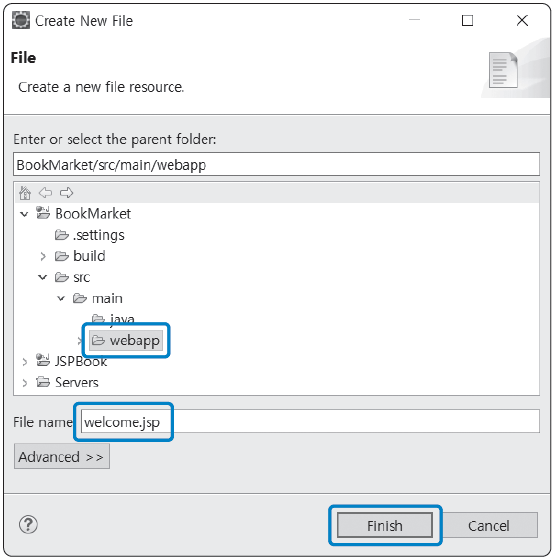 Create New File
File
Create a new file resource.
Enter or select the parent folder:
BookMarket/src/main/webapp
BookMarket
.settings
build
src
main
java
webapp
JSPBook
Servers
File name:
welcome.jsp
Advanced >>
Finish
Cancel